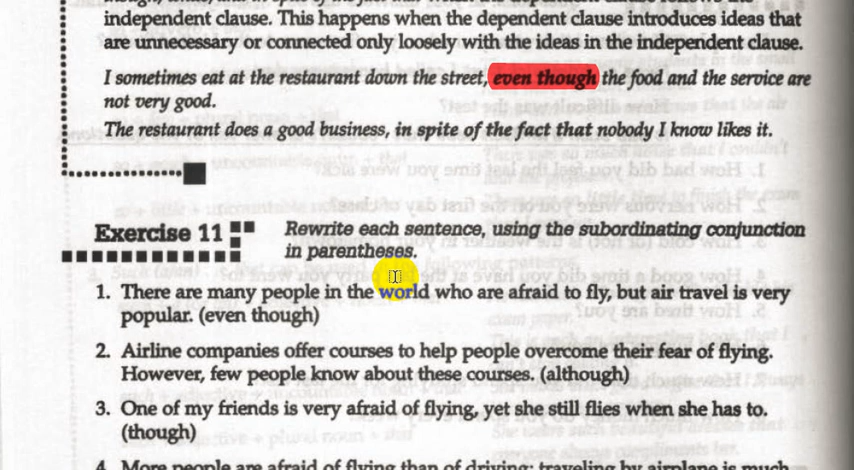 independent clause. This happens when the dependent clause introduces ideas that
are unnecessary or connected only loosely with the ideas in the independent clause.
I sometimes eat at the restaurant down the street, even though the food and the service are
not very good.
The restaurant does a good business, in spite of the fact that nobody I know likes it.
Exercise 11
Rewrite each sentence, using the subordinating conjunction
in parentheses.
1. There are many people in the world who are afraid to fly, but air travel is very
popular. (even though)
2. Airline companies offer courses to help people overcome their fear of flying.
However, few people know about these courses. (although)
3. One of my friends is very afraid of flying, yet she still flies when she has to.
(though)
4. More people are afraid of flying than of driving; traveling by airplane is much